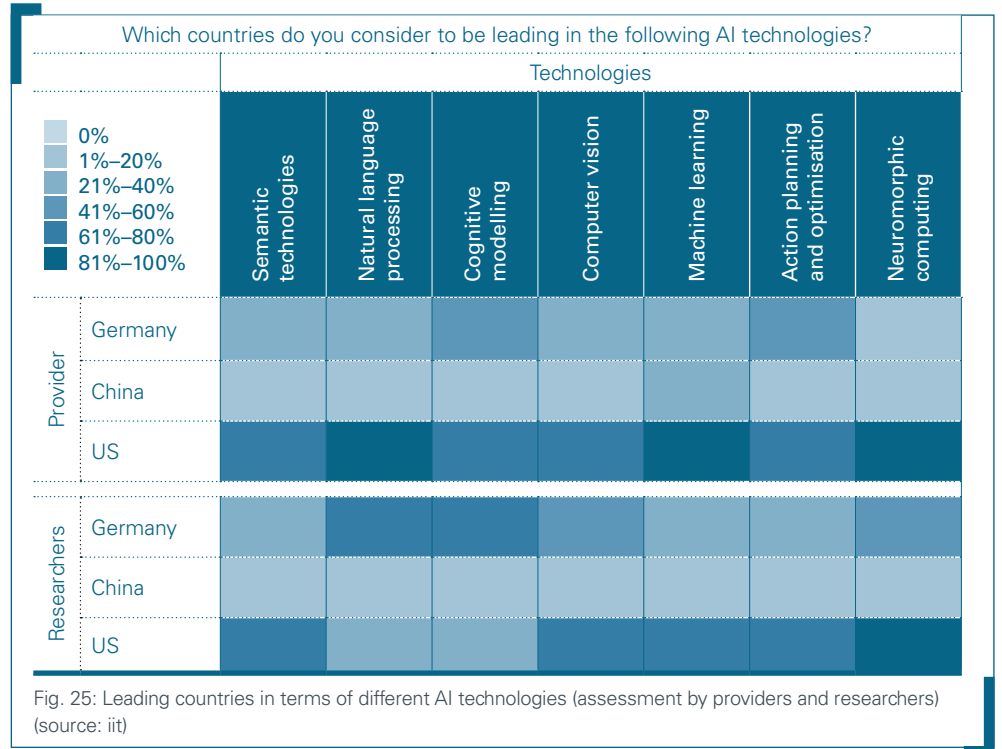 Which countries do you consider to be leading in the following AI technologies?
Technologies
0%
1%–20%
21%–40%
41%–60%
61%–80%
81%–100%
Semantic
technologies
Natural language
processing
Cognitive
modelling
Computer vision
Machine learning
Action planning
and optimisation
Neuromorphic
computing
Provider
Germany
China
US
Researchers
Germany
China
US
Fig. 25: Leading countries in terms of different AI technologies (assessment by providers and researchers)
(source: iit)